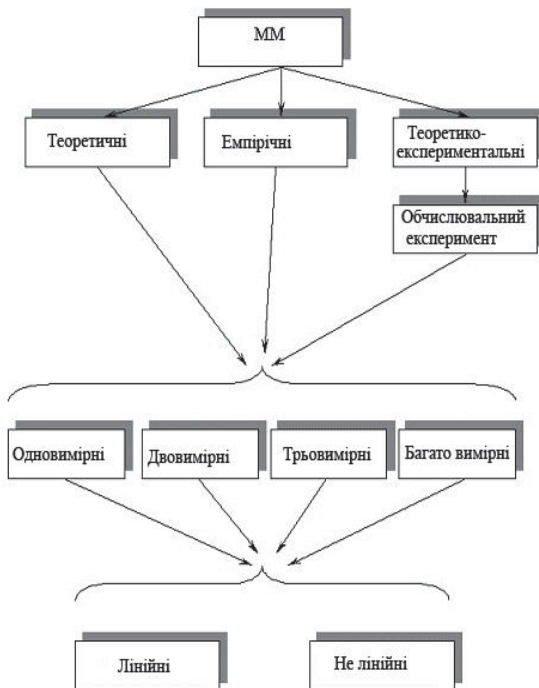 ММ
Теоретичні
Емпірічні
Теоретико-
експериментальні
Обчислювальний
експеримент
Одновимірні
Двовимірні
Трьовимірні
Багато вимірні
Лінійні
Не лінійні